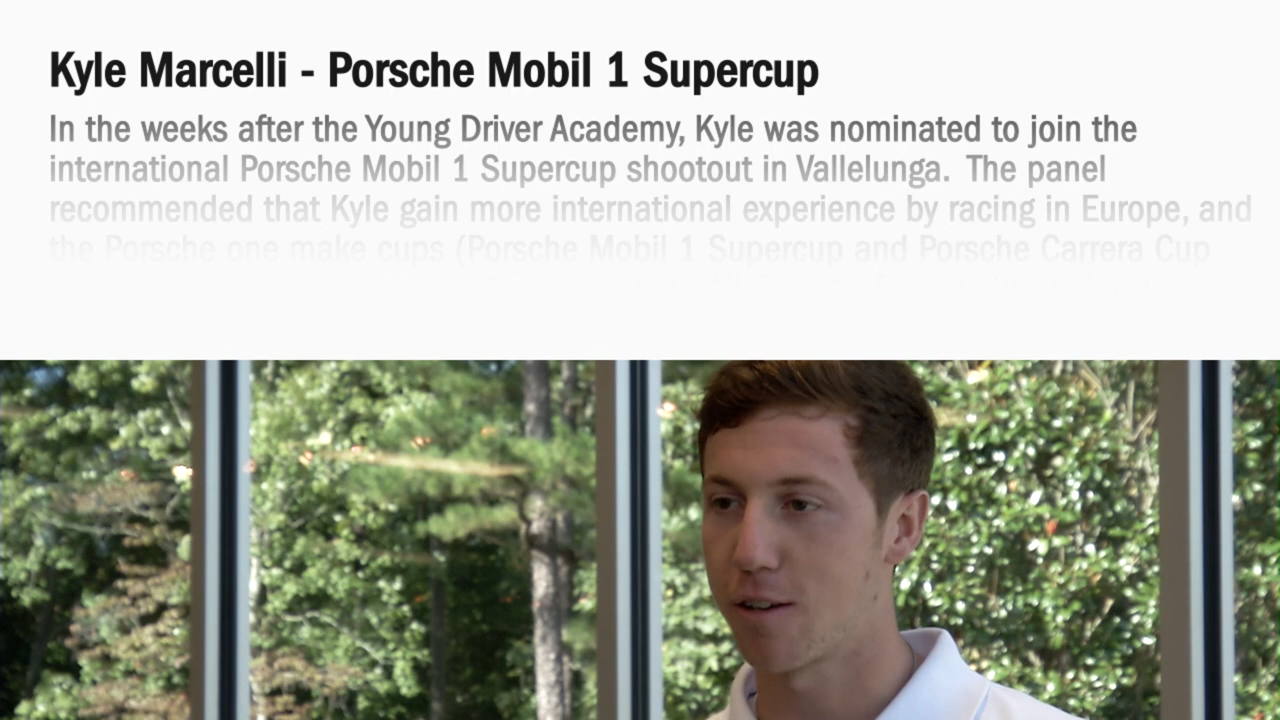 Kyle Marcelli - Porsche Mobil 1 Supercup
In the weeks after the Young Driver Academy, Kyle was nominated to join the
international Porsche Mobil 1 Supercup shootout in Vallelunga. The panel
recommended that Kyle gain more international experience by racing in Europe, and
the Porsche one make cups (Porsche Mobil 1 Supercup and Porsche Carrera Cup